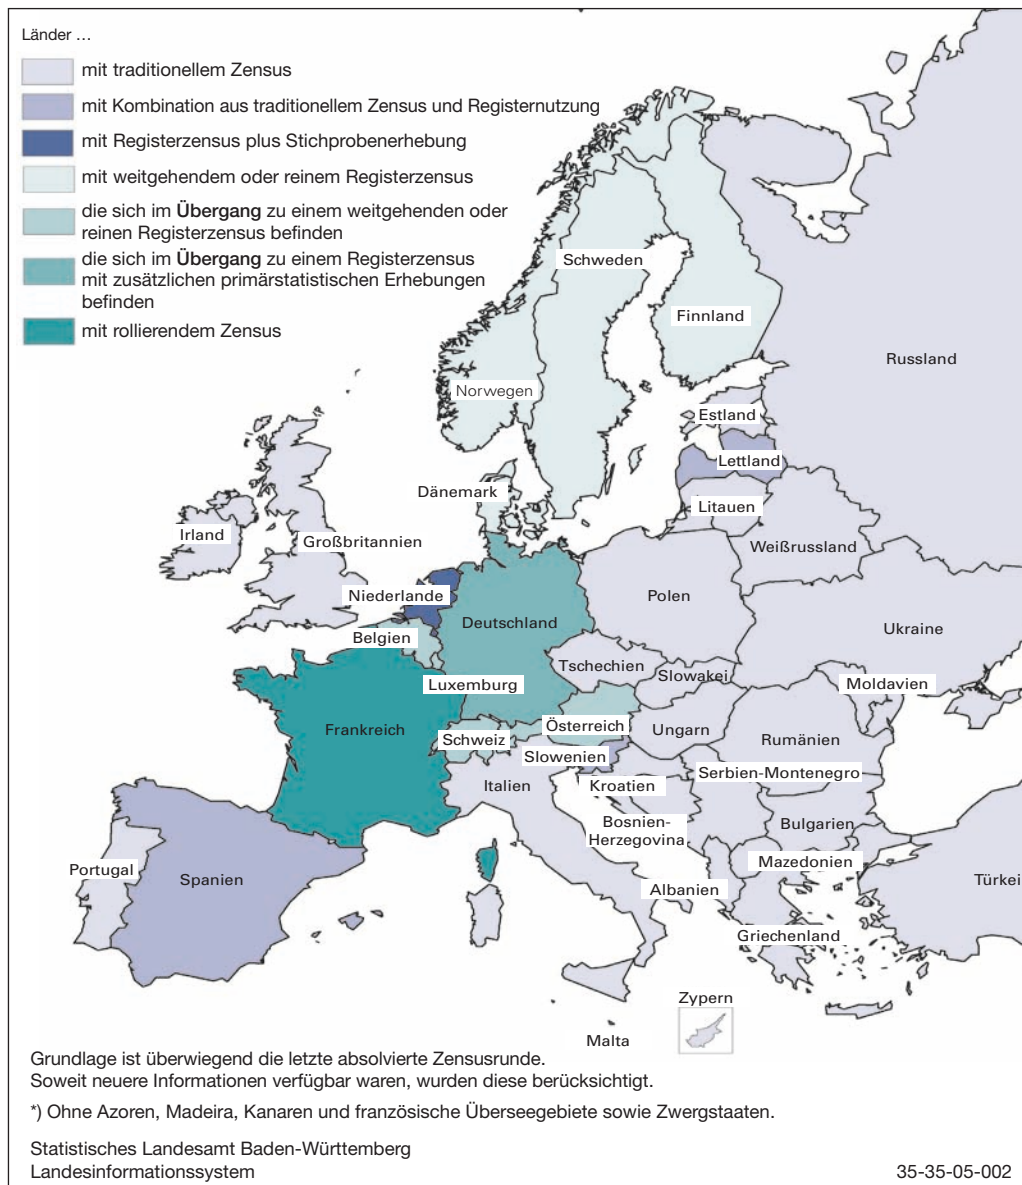 Länder ...
mit traditionellem Zensus
mit Kombination aus traditionellem Zensus und Registernutzung
mit Registerzensus plus Stichprobenerhebung
mit weitgehendem oder reinem Registerzensus
die sich im Übergang zu einem weitgehenden oder
reinen Registerzensus befinden
die sich im Übergang zu einem Registerzensus
mit zusätzlichen primärstatistischen Erhebungen
befinden
mit rollierendem Zensus
Schweden
Finnland
Russland
Norwegen
Estland
Lettland
Dänemark
Litauen
Irland
Großbritannien
Weißrussland
Niederlande
Polen
Deutschland
Ukraine
Belgien
Tschechien
Slowakei
Luxemburg
Moldavien
Frankreich
Österreich
Schweiz
Ungarn
Rumänien
Slowenien
Serbien-Montenegro
Italien
Kroatien
Bosnien-
Herzegovina
Bulgarien
Mazedonien
Portugal
Spanien
Türkei
Albanien
Griechenland
Zypern
Malta
Grundlage ist überwiegend die letzte absolvierte Zensusrunde.
Soweit neuere Informationen verfügbar waren, wurden diese berücksichtigt.
*) Ohne Azoren, Madeira, Kanaren und französische Überseegebiete sowie Zwergstaaten.
Statistisches Landesamt Baden-Württemberg
Landesinformationssystem
35-35-05-002